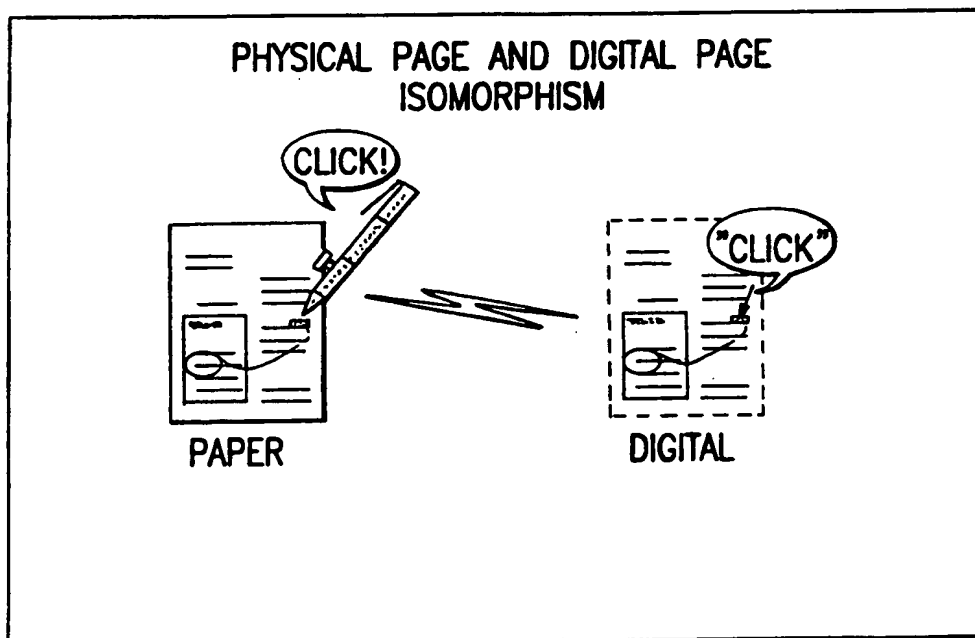 PHYSICAL PAGE AND DIGITAL PAGE
ISOMORPHISM
CLICK!
"CLICK"
PAPER
DIGITAL